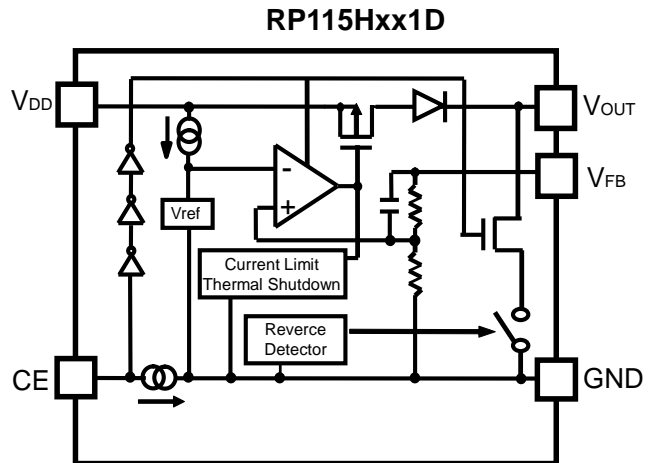 RP115Hxx1D
VDD
VOUT
-
VFB
Vref
+
Current Limit
Thermal Shutdown
Reverce
Detector
CE
GND